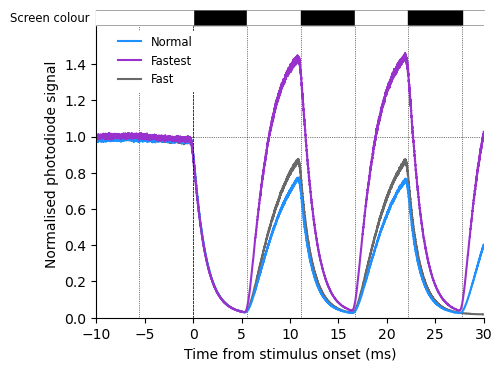 Screen colour
Normal
Fastest
Fast
Normalised photodiode signal
1.4
1.2
1.0
0.8
0.6
0.4
0.2
0.0
−10
−5
0
5
10
15
20
25
30
Time from stimulus onset (ms)